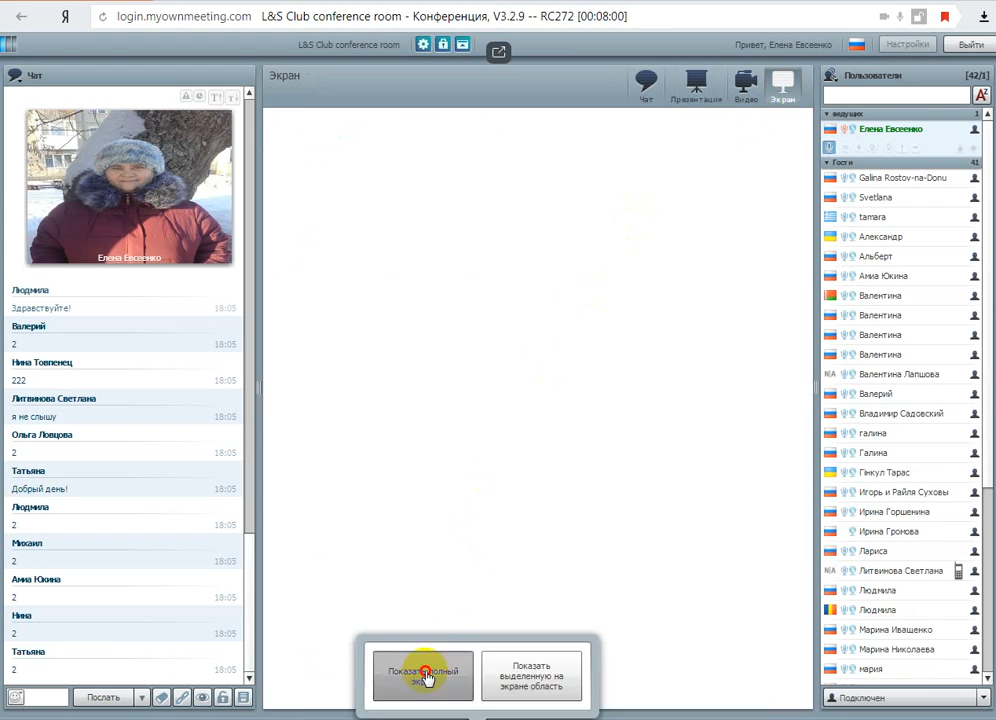 Я
login.myownmeeting.com L&S Club conference room - Конференция, V3.2.9 -- RC272 [00:08:00]
L&S Club conference room
Привет, Елена Евсеенко
Настройки
Выйти
Чат
Экран
Чат
Презентация
Видео
Экран
Пользователи
[42/1]
Елена Евсеенко
Людмила
Здравствуйте! 18:05
Валерий
2 18:05
Нина Товпенец
222 18:05
Литвинова Светлана
я не слышу 18:05
Ольга Ловцова
2 18:05
Татьяна
Добрый день! 18:05
Людмила
2 18:05
Михаил
2 18:05
Амиа Юкина
2 18:05
Нина
2 18:05
Татьяна
2 18:05
Послать
Показать полный
Показать
выделенную на
экране область
ведущих 1
Елена Евсеенко
Гости 41
Galina Rostov-na-Donu
Svetlana
tamara
Александр
Альберт
Амиа Юкина
Валентина
Валентина
Валентина
Валентина
N/A Валентина Лапшова
Валерий
Владимир Садовский
галина
Галина
Гінкул Тарас
Игорь и Райля Суховы
Ирина Горшенина
Ирина Громова
Лариса
N/A Литвинова Светлана
Людмила
Людмила
Марина Иващенко
Марина Николаева
мария
Подключен